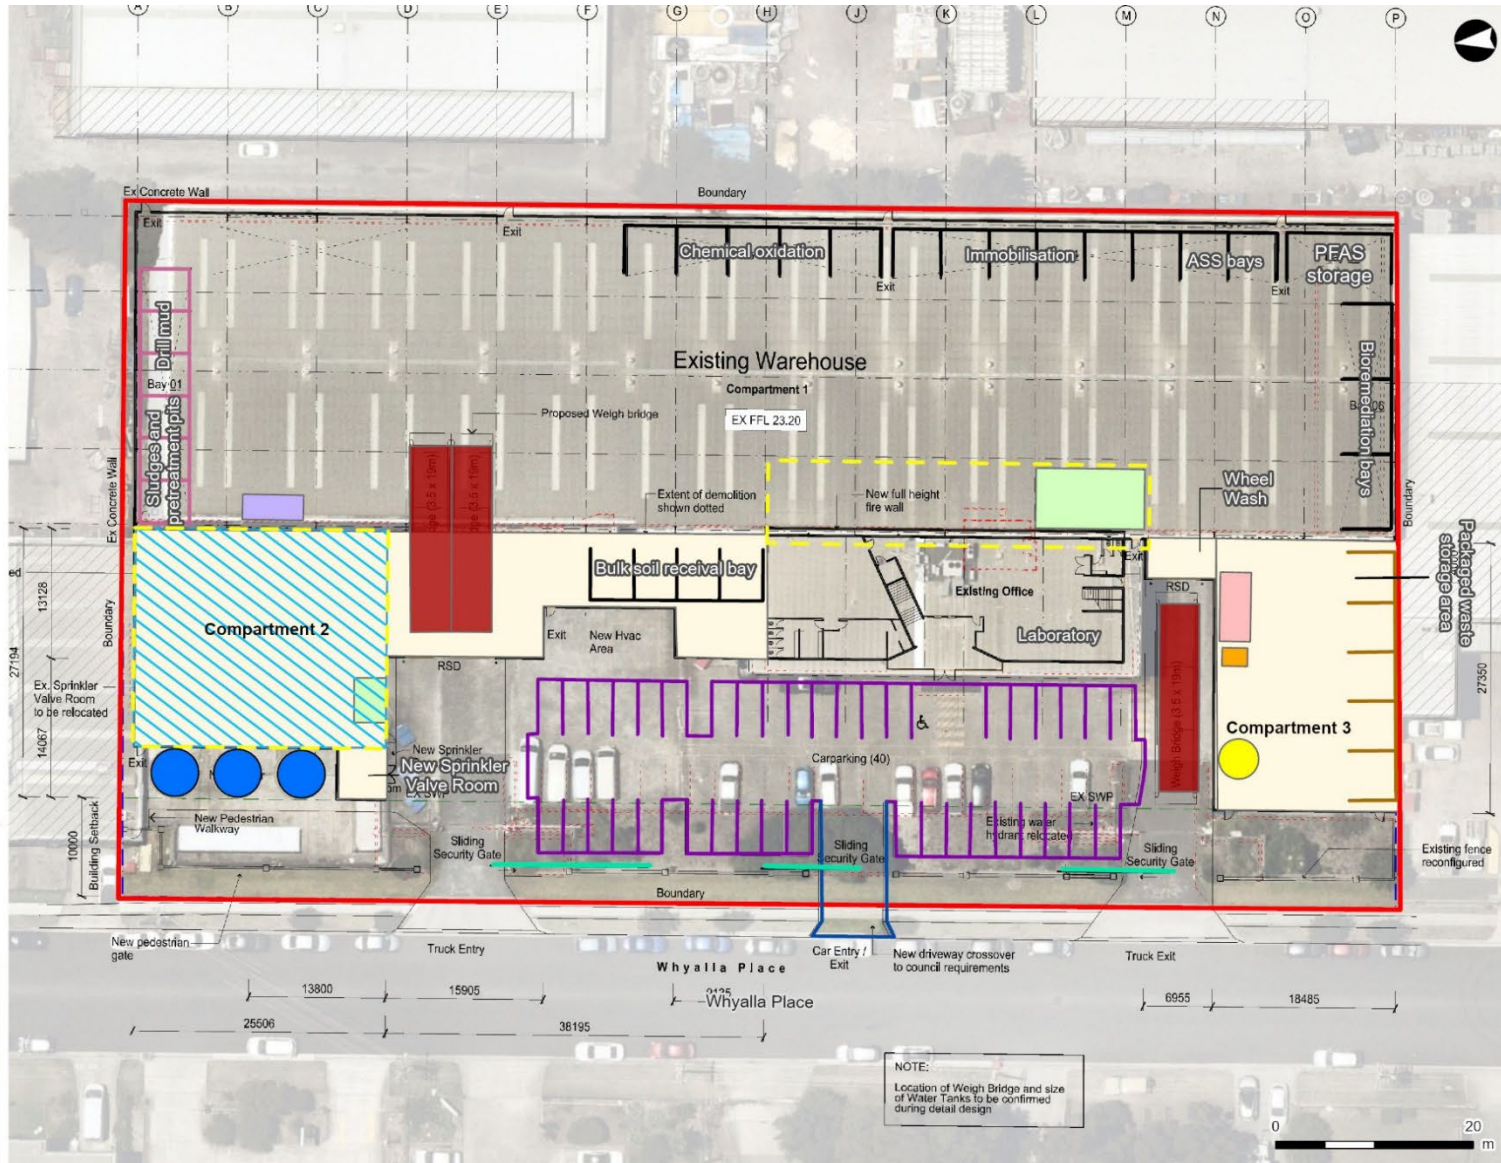 A B C D E F G H J K L M N O P
Ex Concrete Wall
Boundary
Exit
Exit
Chemical oxidation
Immobilisation
ASS bays
PFAS
storage
Exit
Exit
Drill mud
Bay 01
Sludges and
pretreatment pits
Existing Warehouse
Compartment 1
EX FFL 23.20
Bioremediation bays
Proposed Weigh bridge
Extent of demolition
shown dotted
New full height
fire wall
Wheel
Wash
Ex Concrete Wall
Boundary
Packaged waste
storage area
Bulk soil receival bay
Existing Office
Exit
Laboratory
RSD
Compartment 2
Exit
New Hvac
Area
RSD
13128
27194
14067
Boundary
Ex. Sprinkler
Valve Room
to be relocated
27350
Weigh Bridge (3.5 x 19m)
Compartment 3
Carparking (40)
New Sprinkler
New Sprinkler
Valve Room
Exit
EX SWP
Existing water
hydrant relocated
New Pedestrian
Walkway
10000
Building Setback
Sliding
Security Gate
Sliding
Security Gate
Sliding
Security Gate
Existing fence
reconfigured
Boundary
New pedestrian
gate
Truck Entry
Car Entry /
Exit
New driveway crossover
to council requirements
Truck Exit
Whyalla Place
Whyalla Place
13800
15905
6955
18485
25506
38195
NOTE:
Location of Weigh Bridge and size
of Water Tanks to be confirmed
during detail design
0 20
m